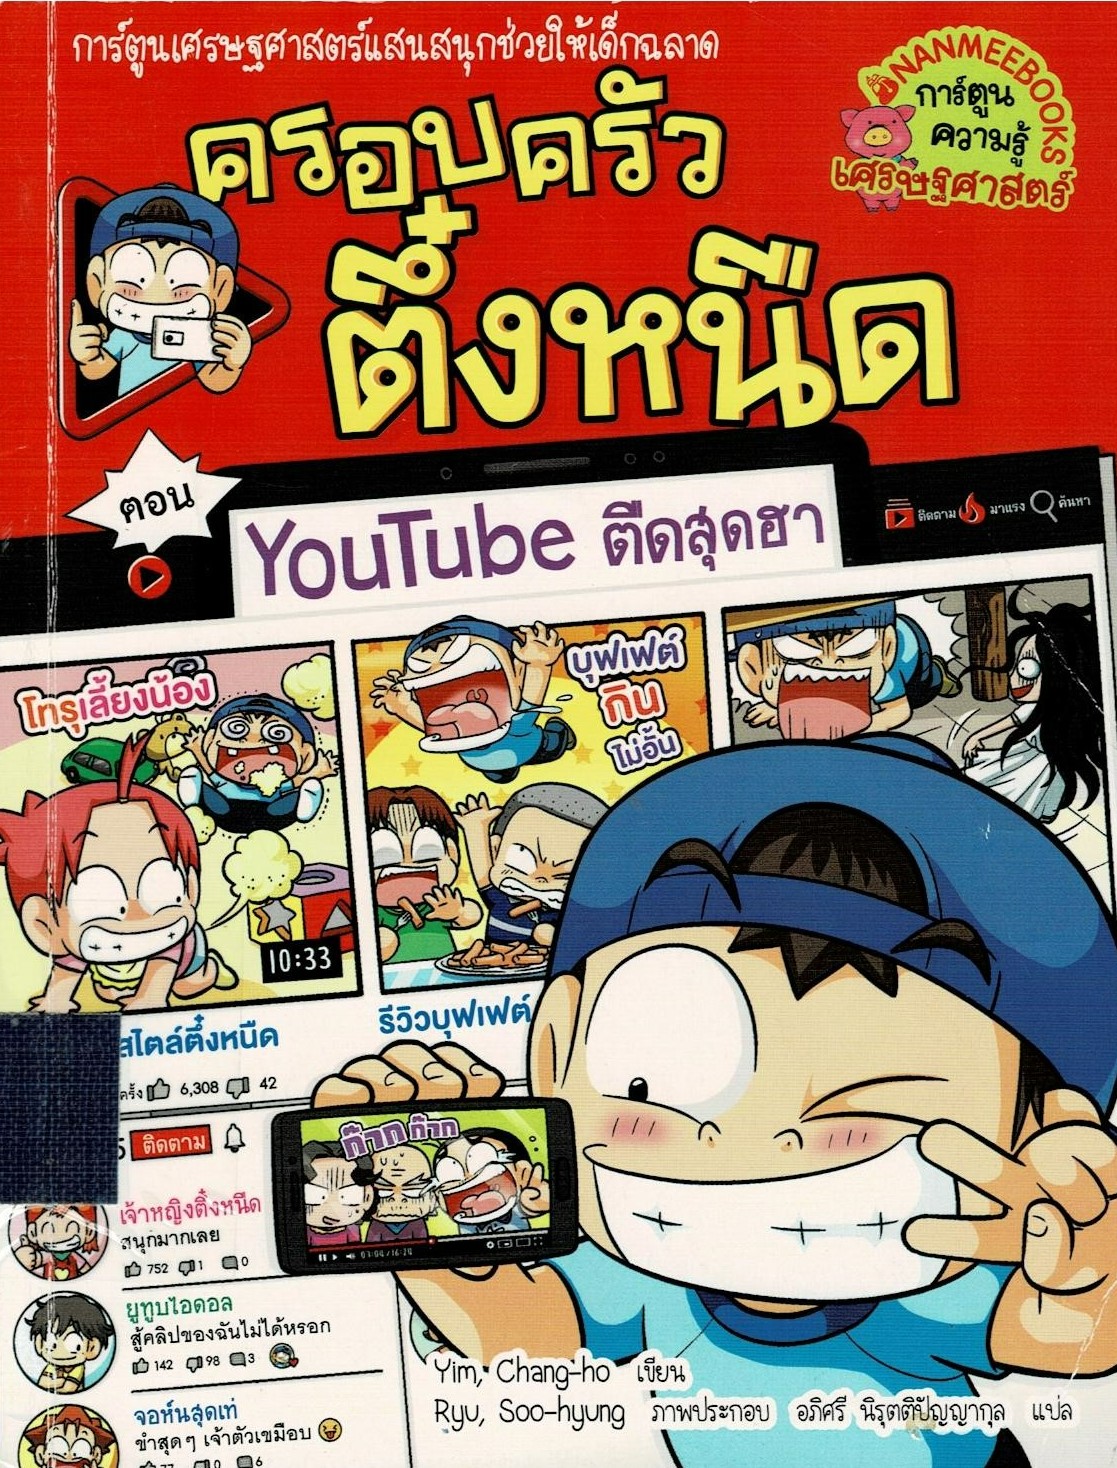 การ์ตูนเศรษฐศาสตร์แสนสนุกช่วยให้เด็กฉลาด
NANMEEBOOKS
การ์ตูน
ความรู้
เศรษฐศาสตร์
ครอบครัว
ตึ๋งหนืด
ตอน
YouTube ตืดสุดฮา
ติดตาม มาแรง ค้นหา
โทรุเลี้ยงน้อง
10:33
บุฟเฟต์
กิน
ไม่อั้น
สไตล์ตึ๋งหนืด
รีวิวบุฟเฟต์
ครั้ง 6,308 42
ติดตาม
ก๊าก ก๊าก
03:00/16:20
เจ้าหญิงติ๋งหนืด
สนุกมากเลย
752 1 0
ยูทูบไอดอล
สู้คลิปของฉันไม่ได้หรอก
142 98 3
จอห์นสุดเท่
ขำสุดๆ เจ้าตัวเขมือบ
77 0 6
Yim, Chang-ho เขียน
Ryu, Soo-hyung ภาพประกอบ อภิศรี นิรุตติปัญญากุล แปล